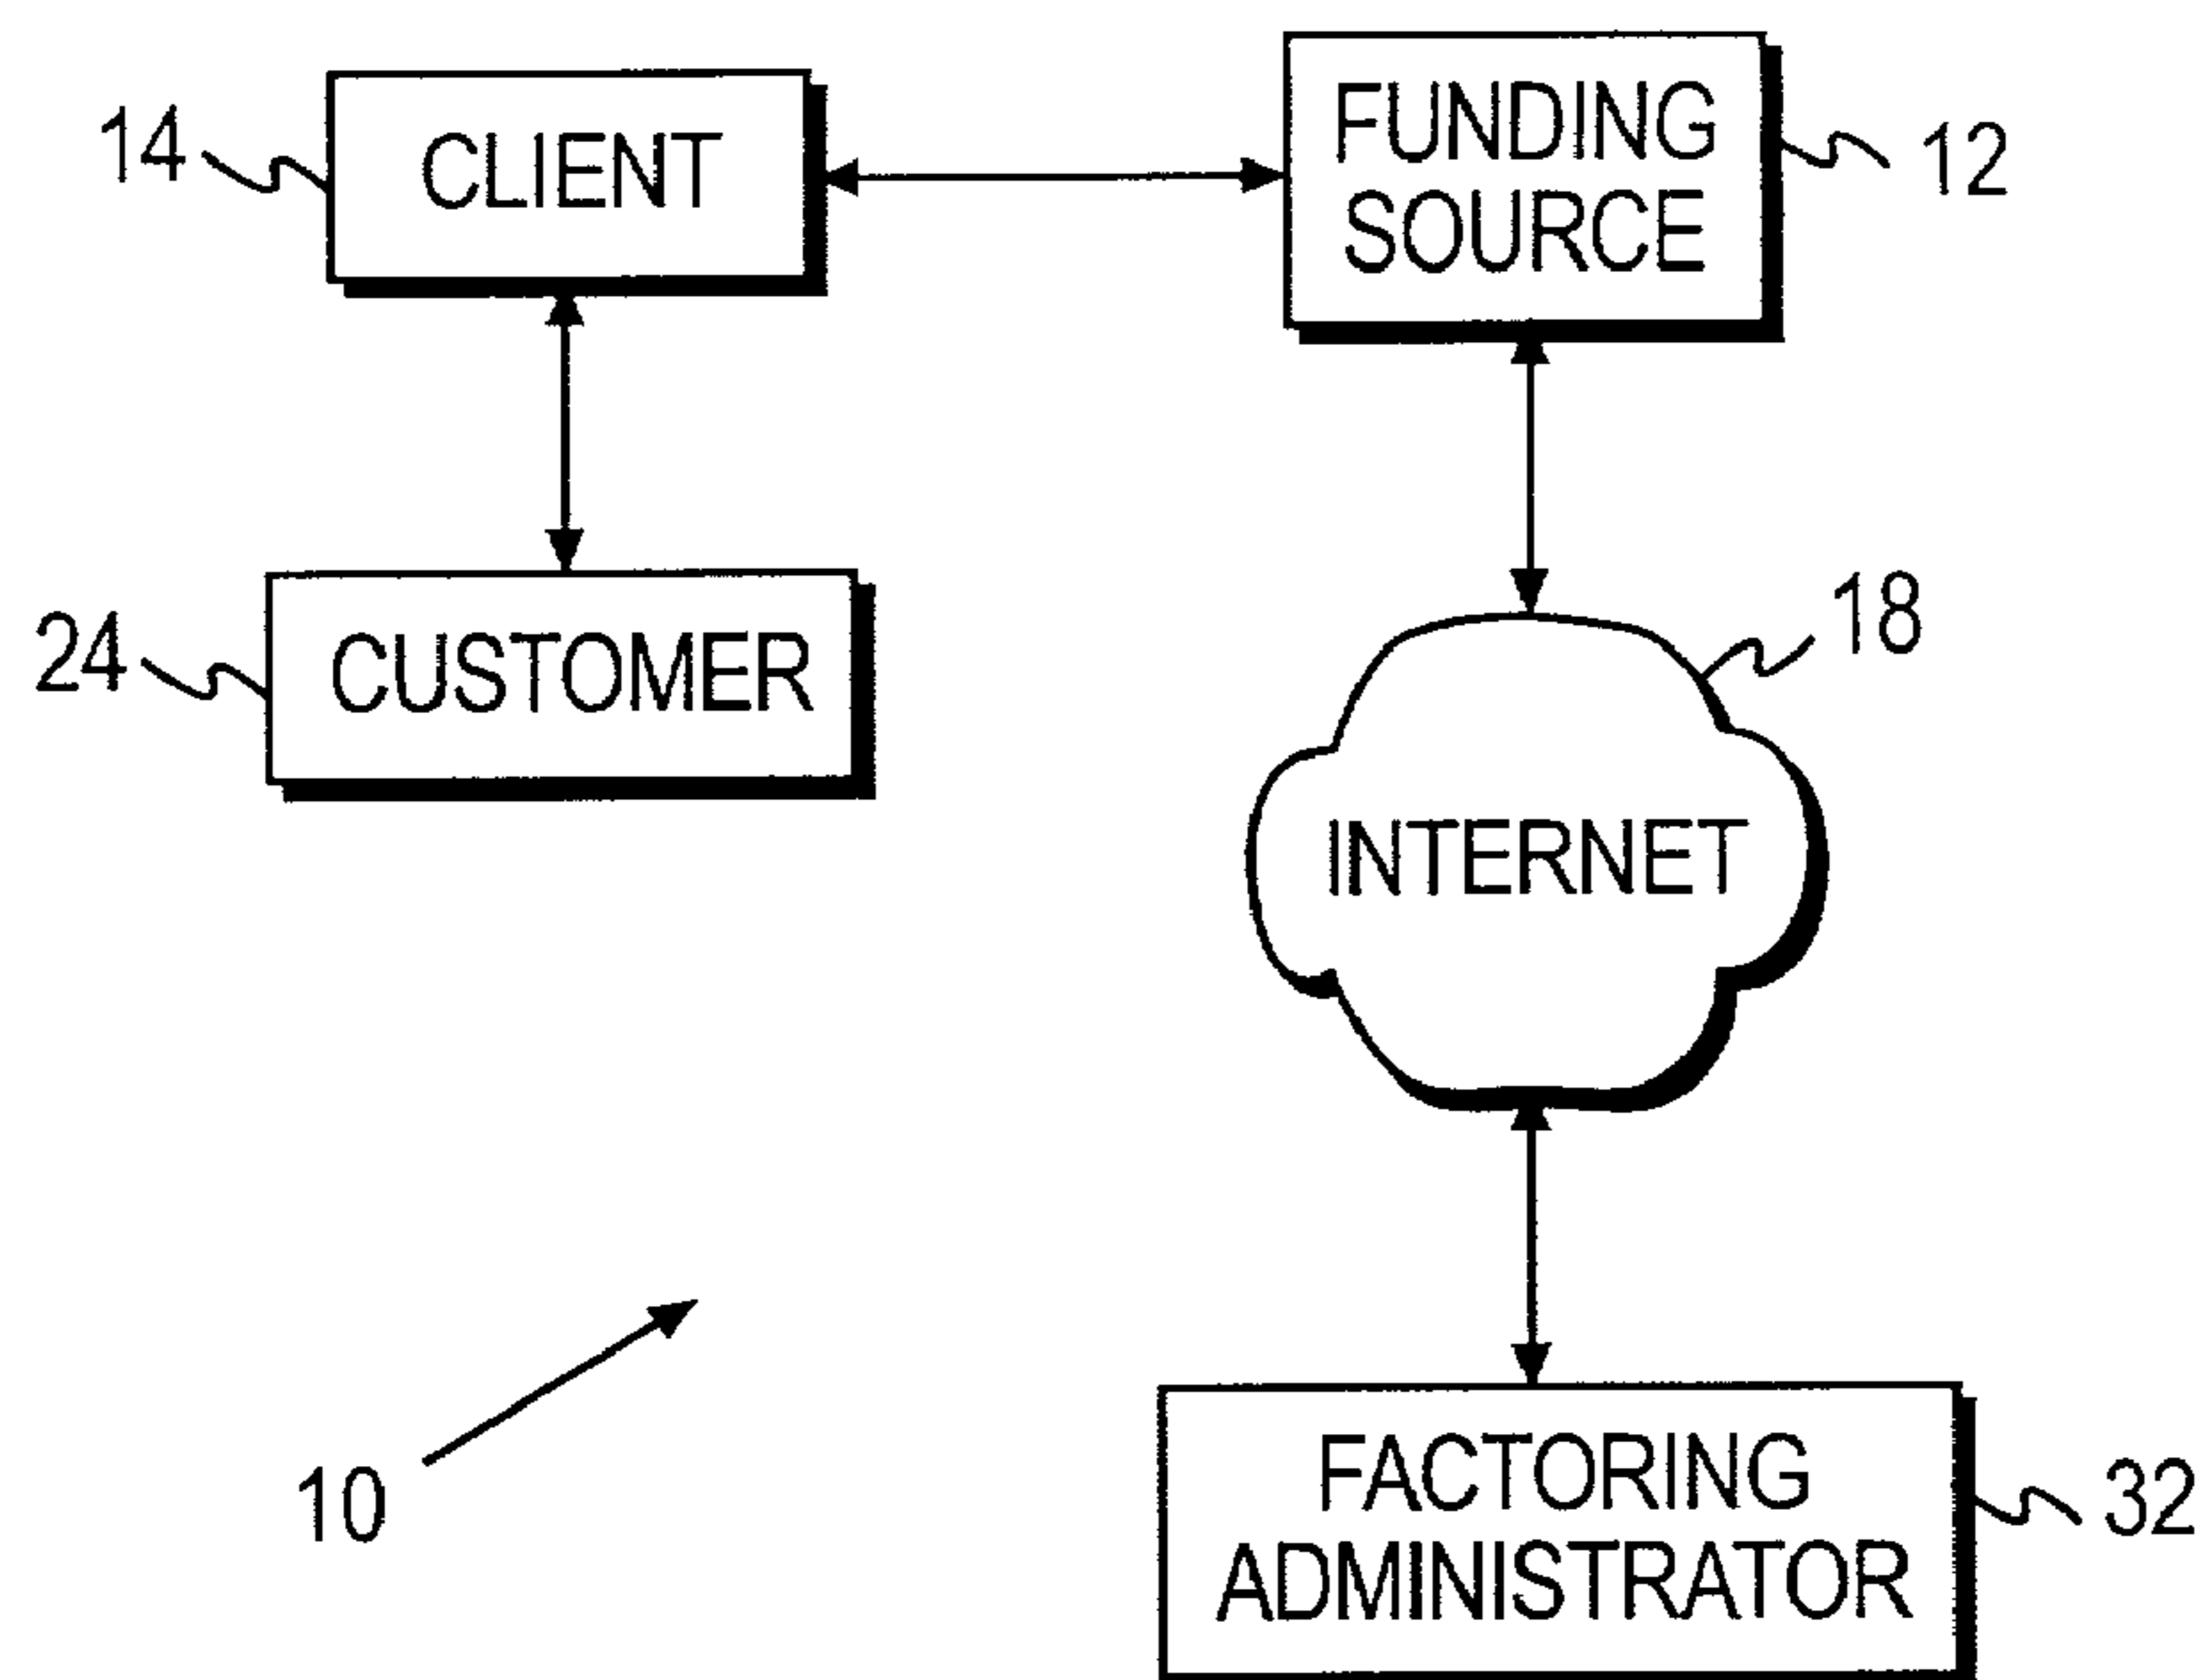 14
CLIENT
FUNDING
SOURCE
12
24
CUSTOMER
18
INTERNET
10
FACTORING
ADMINISTRATOR
32